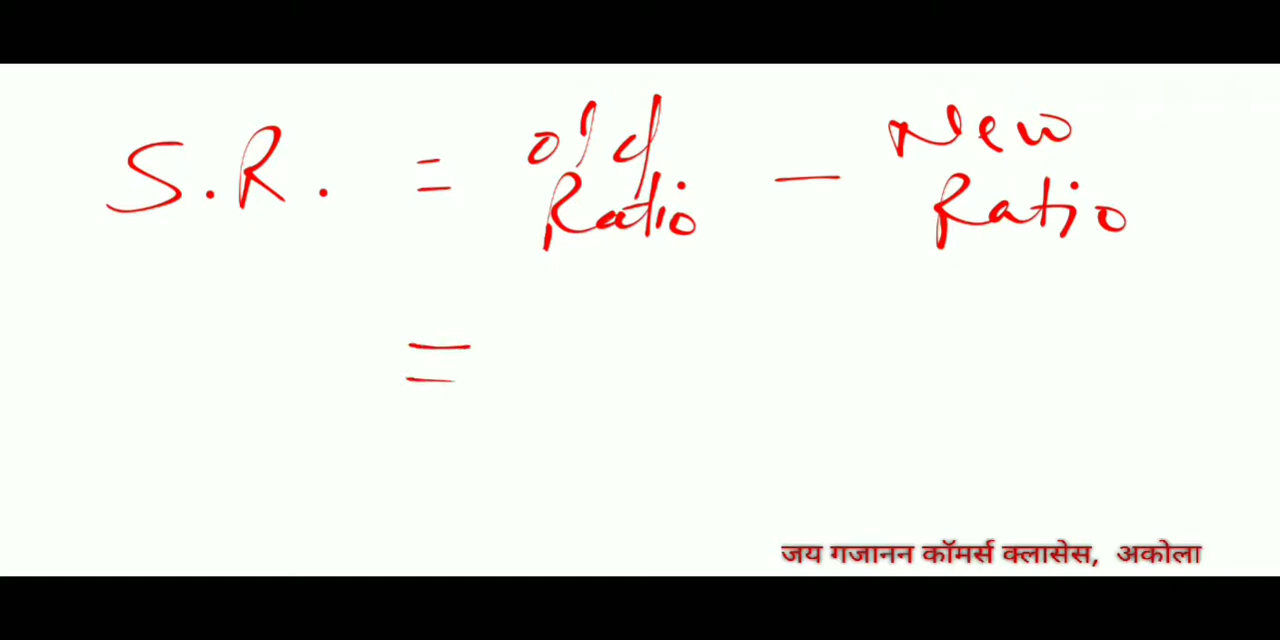 S.R. = old Ratio — New Ratio
=
जय गजानन कॉमर्स क्लासेस, अकोला